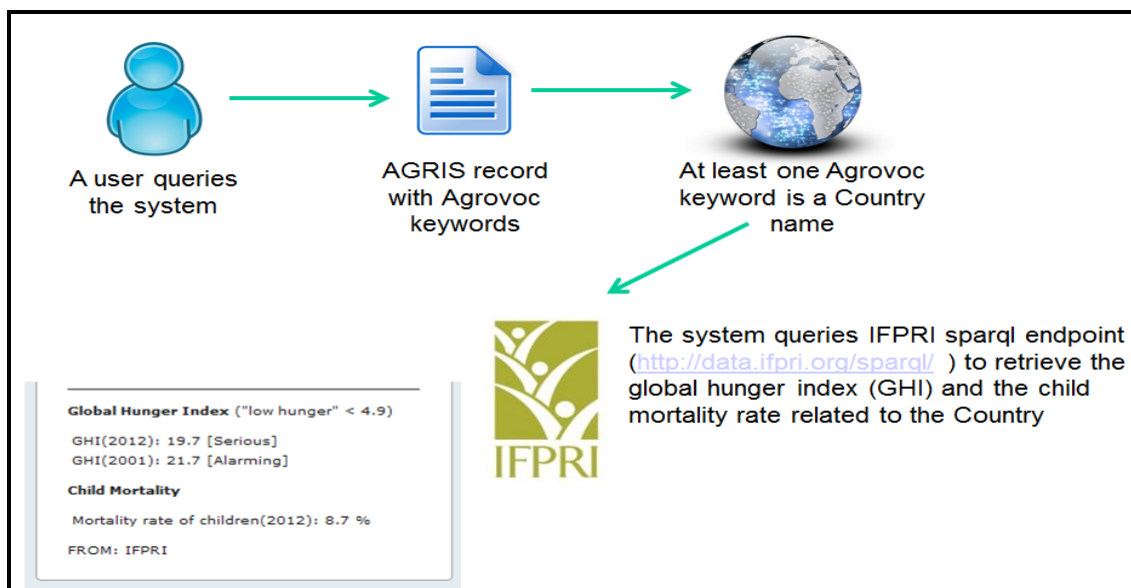 A user queries
the system
AGRIS record
with Agrovoc
keywords
At least one Agrovoc
keyword is a Country
name
IFPRI
The system queries IFPRI sparql endpoint
(http://data.ifpri.org/sparql/ ) to retrieve the
global hunger index (GHI) and the child
mortality rate related to the Country
Global Hunger Index ("low hunger" < 4.9)
GHI(2012): 19.7 [Serious]
GHI(2001): 21.7 [Alarming]
Child Mortality
Mortality rate of children(2012): 8.7 %
FROM: IFPRI